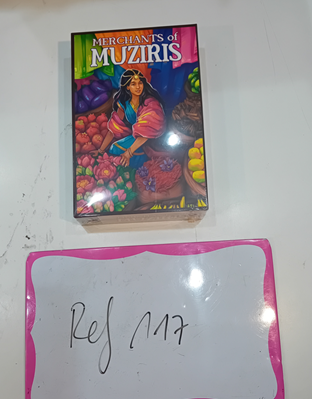 MERCHANTS of
MUZIRIS
Ref 117